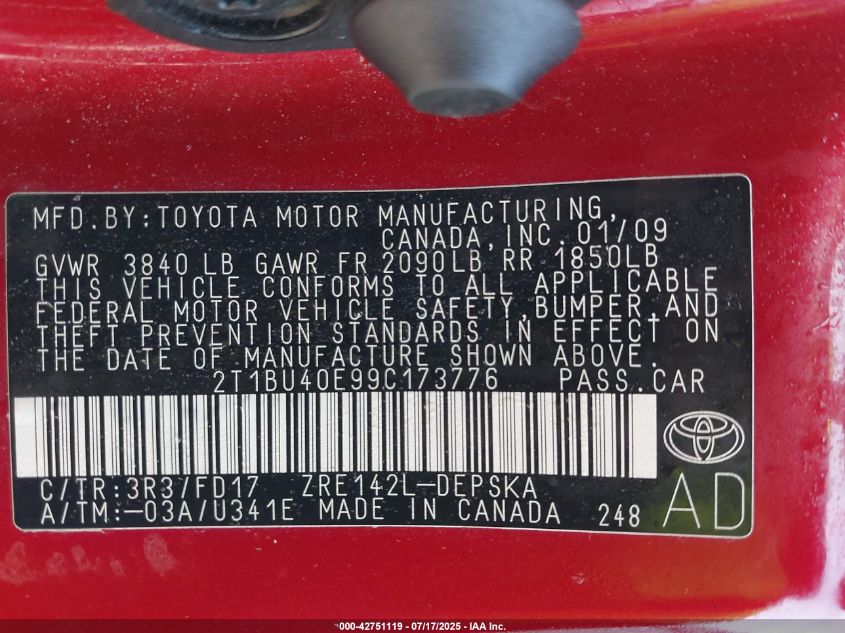 MFD.BY:TOYOTA MOTOR MANUFACTURING,
CANADA,INC. 01/09
GVWR 3840 LB GAWR FR 2090LB RR 1850LB
THIS VEHICLE CONFORMS TO ALL APPLICABLE
FEDERAL MOTOR VEHICLE SAFETY,BUMPER,AND
THEFT PREVENTION STANDARDS IN EFFECT ON
THE DATE OF MANUFACTURE SHOWN ABOVE.
2T1BU40E99C173776 PASS.CAR
C/TR:3R3/FD17 ZRE142L-DEPSKA
A/TM:-03A/U341E MADE IN CANADA 248
AD
000-42751119 - 07/17/2025 - IAA Inc.